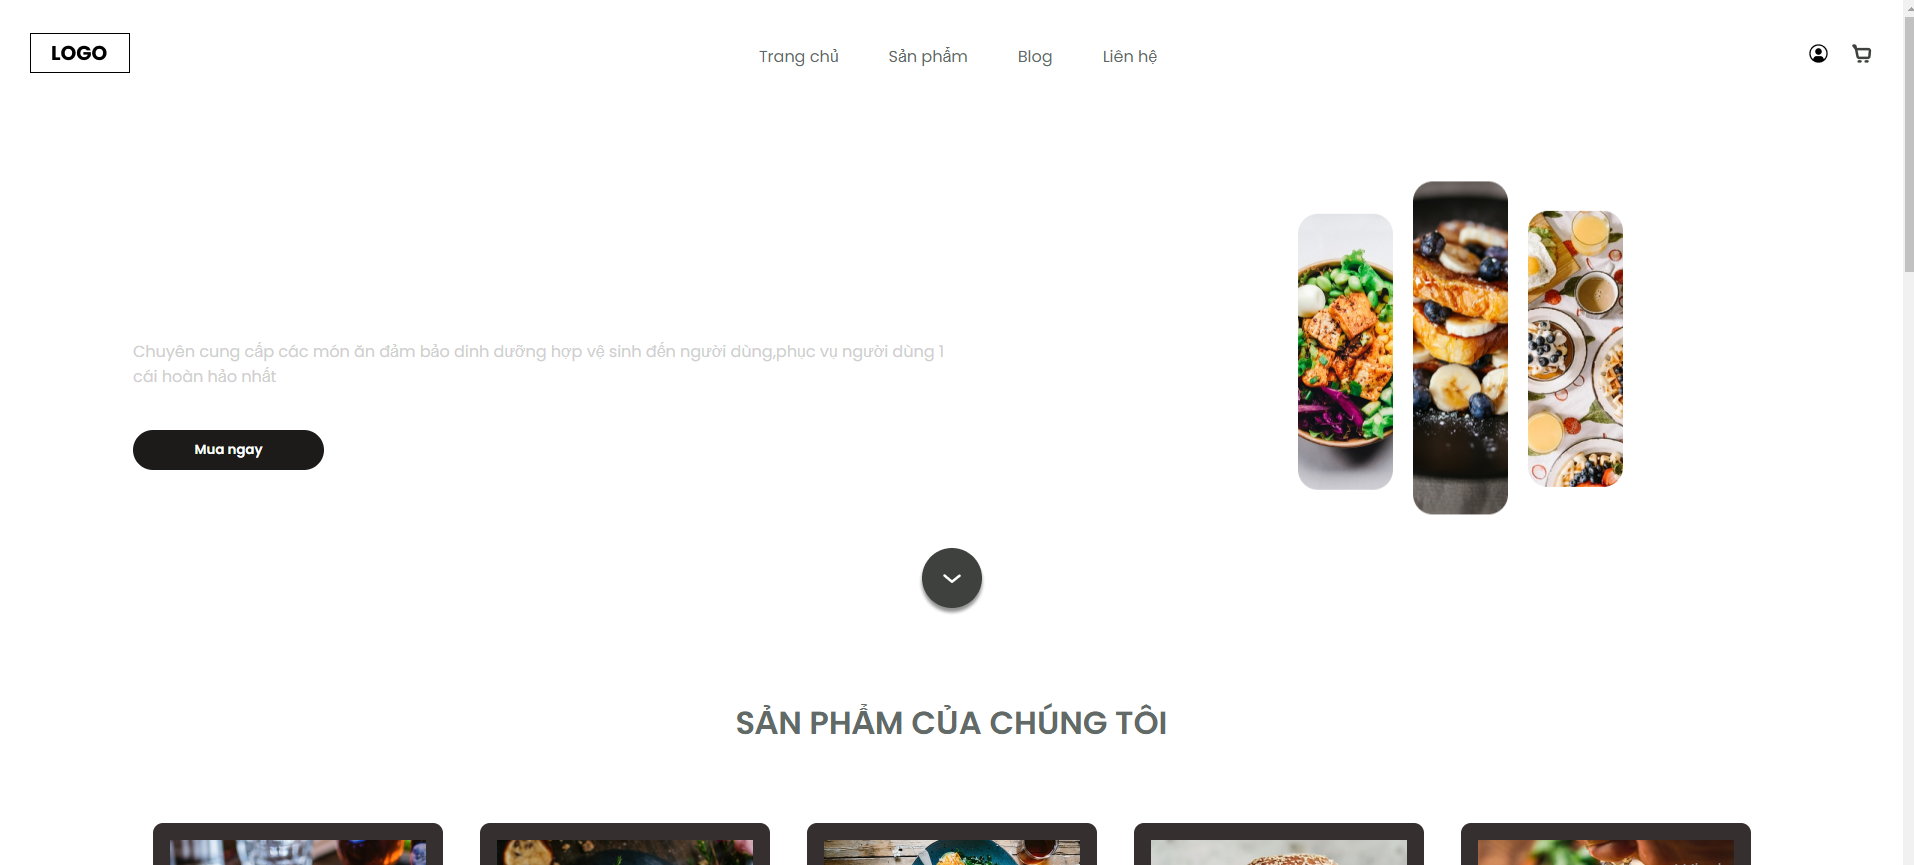 LOGO
Trang chủ
Sản phẩm
Blog
Liên hệ
Chuyên cung cấp các món ăn đảm bảo dinh dưỡng hợp vệ sinh đến người dùng,phục vụ người dùng 1
cái hoàn hảo nhất
Mua ngay
SẢN PHẨM CỦA CHÚNG TÔI